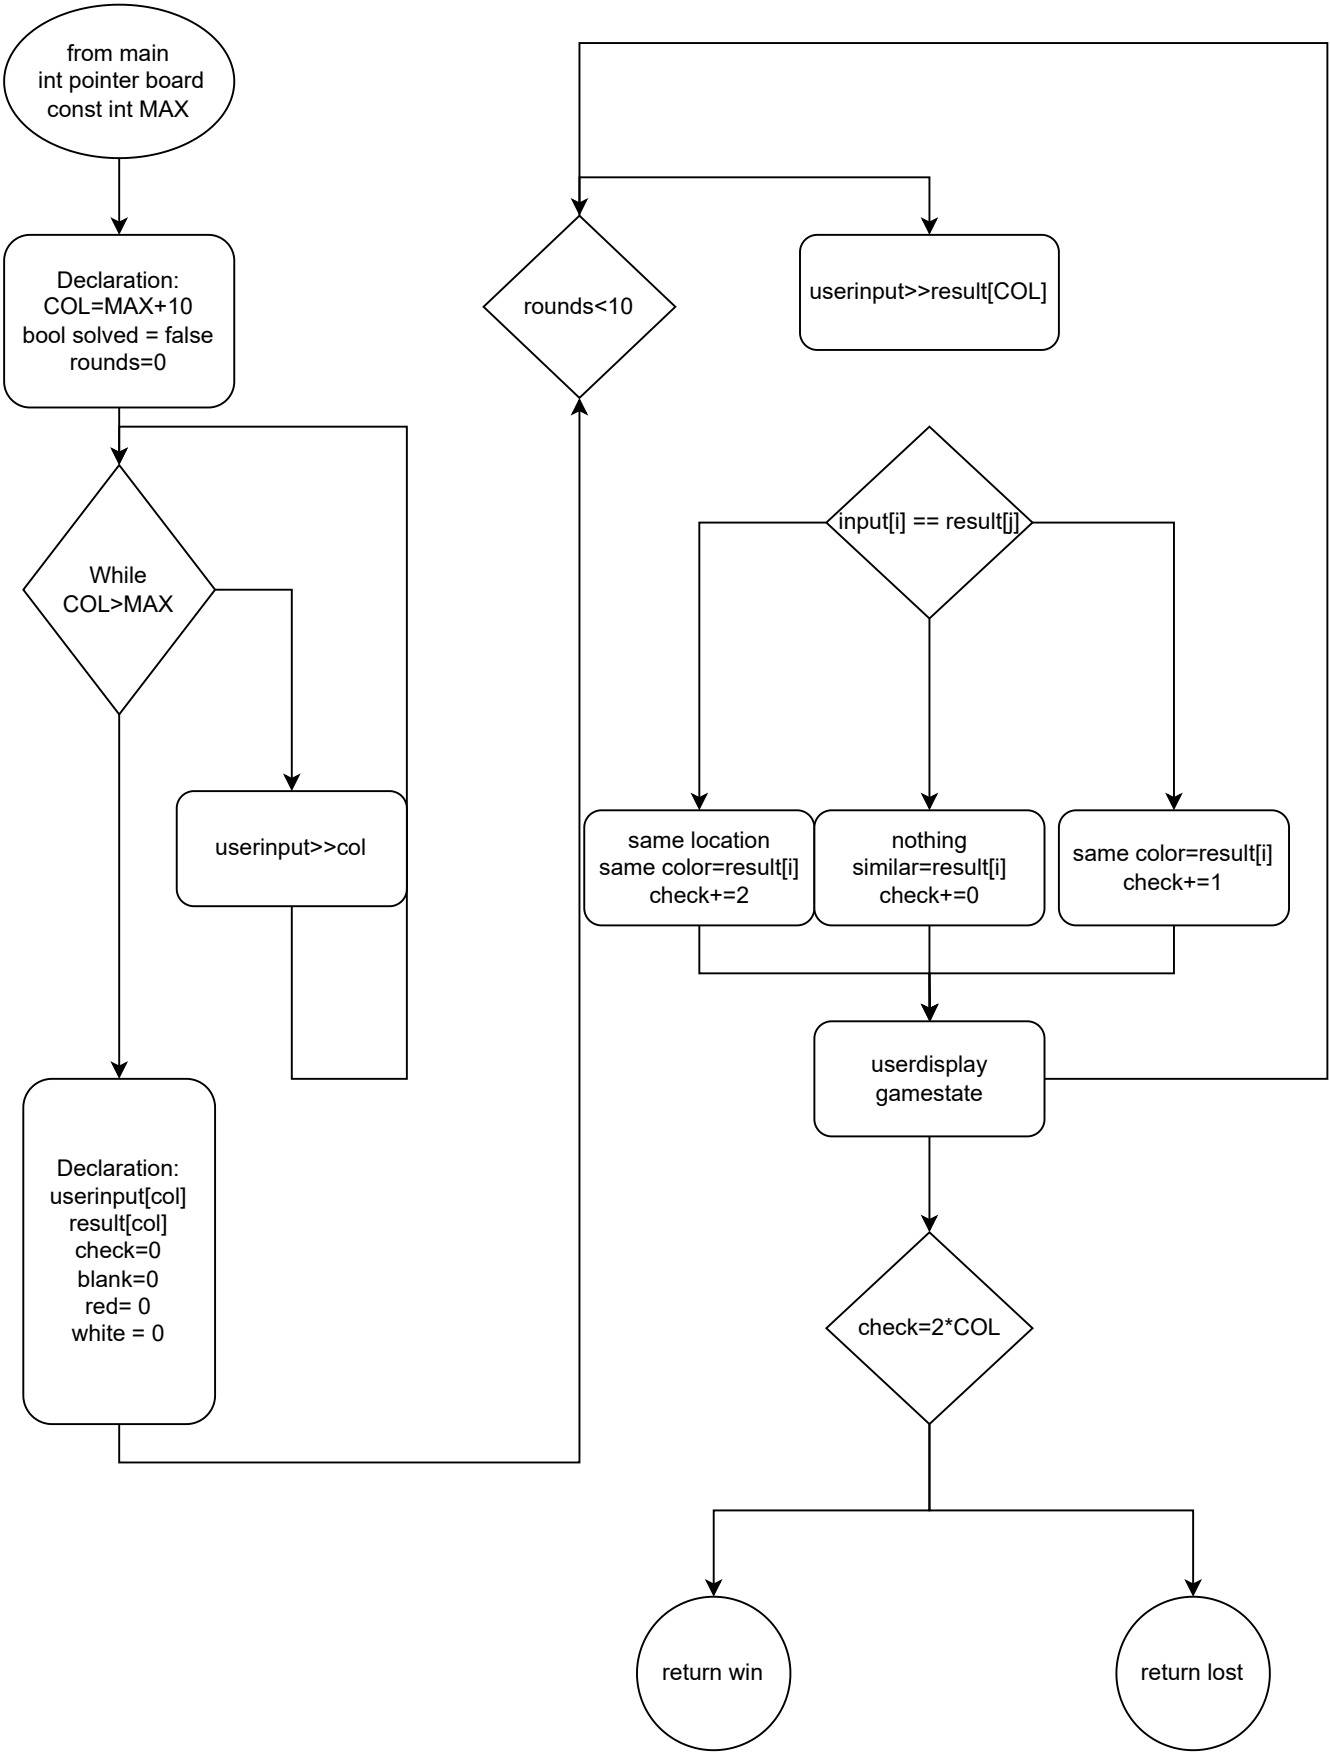 from main
int pointer board
const int MAX
Declaration:
COL=MAX+10
bool solved = false
rounds=0
While
COL>MAX
userinput>>col
Declaration:
userinput[col]
result[col]
check=0
blank=0
red= 0
white = 0
rounds<10
userinput>>result[COL]
input[i] == result[j]
same location
same color=result[i]
check+=2
nothing
similar=result[i]
check+=0
same color=result[i]
check+=1
userdisplay
gamestate
check=2*COL
return win
return lost